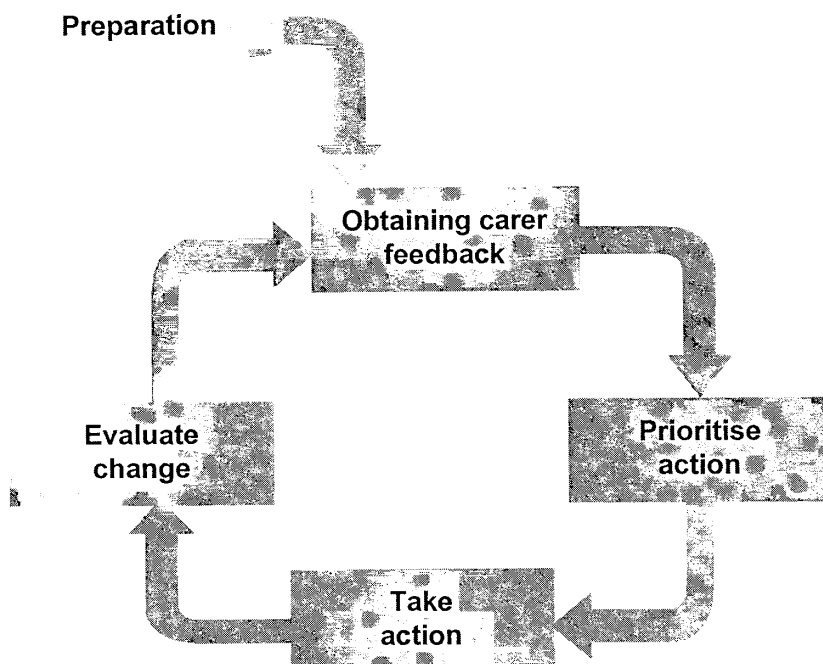 Preparation
Obtaining carer
feedback
Prioritise
action
Take
action
Evaluate
change